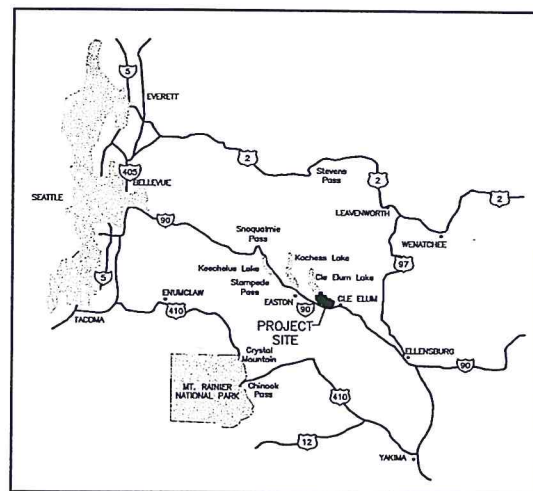 5
EVERETT
2
405
BELLEVUE
SEATTLE
Stevens
Pass
2
LEAVENWORTH
2
WENATCHEE
90
Snoqualmie
Pass
97
Kachess Lake
Keechelus Lake
Cle Elum Lake
Stampede
Pass
5
ENUMCLAW
EASTON
90
CLE ELUM
TACOMA
410
PROJECT
SITE
ELLENSBURG
90
Crystal
Mountain
MT. RAINIER
NATIONAL PARK
Chinook
Pass
410
12
YAKIMA